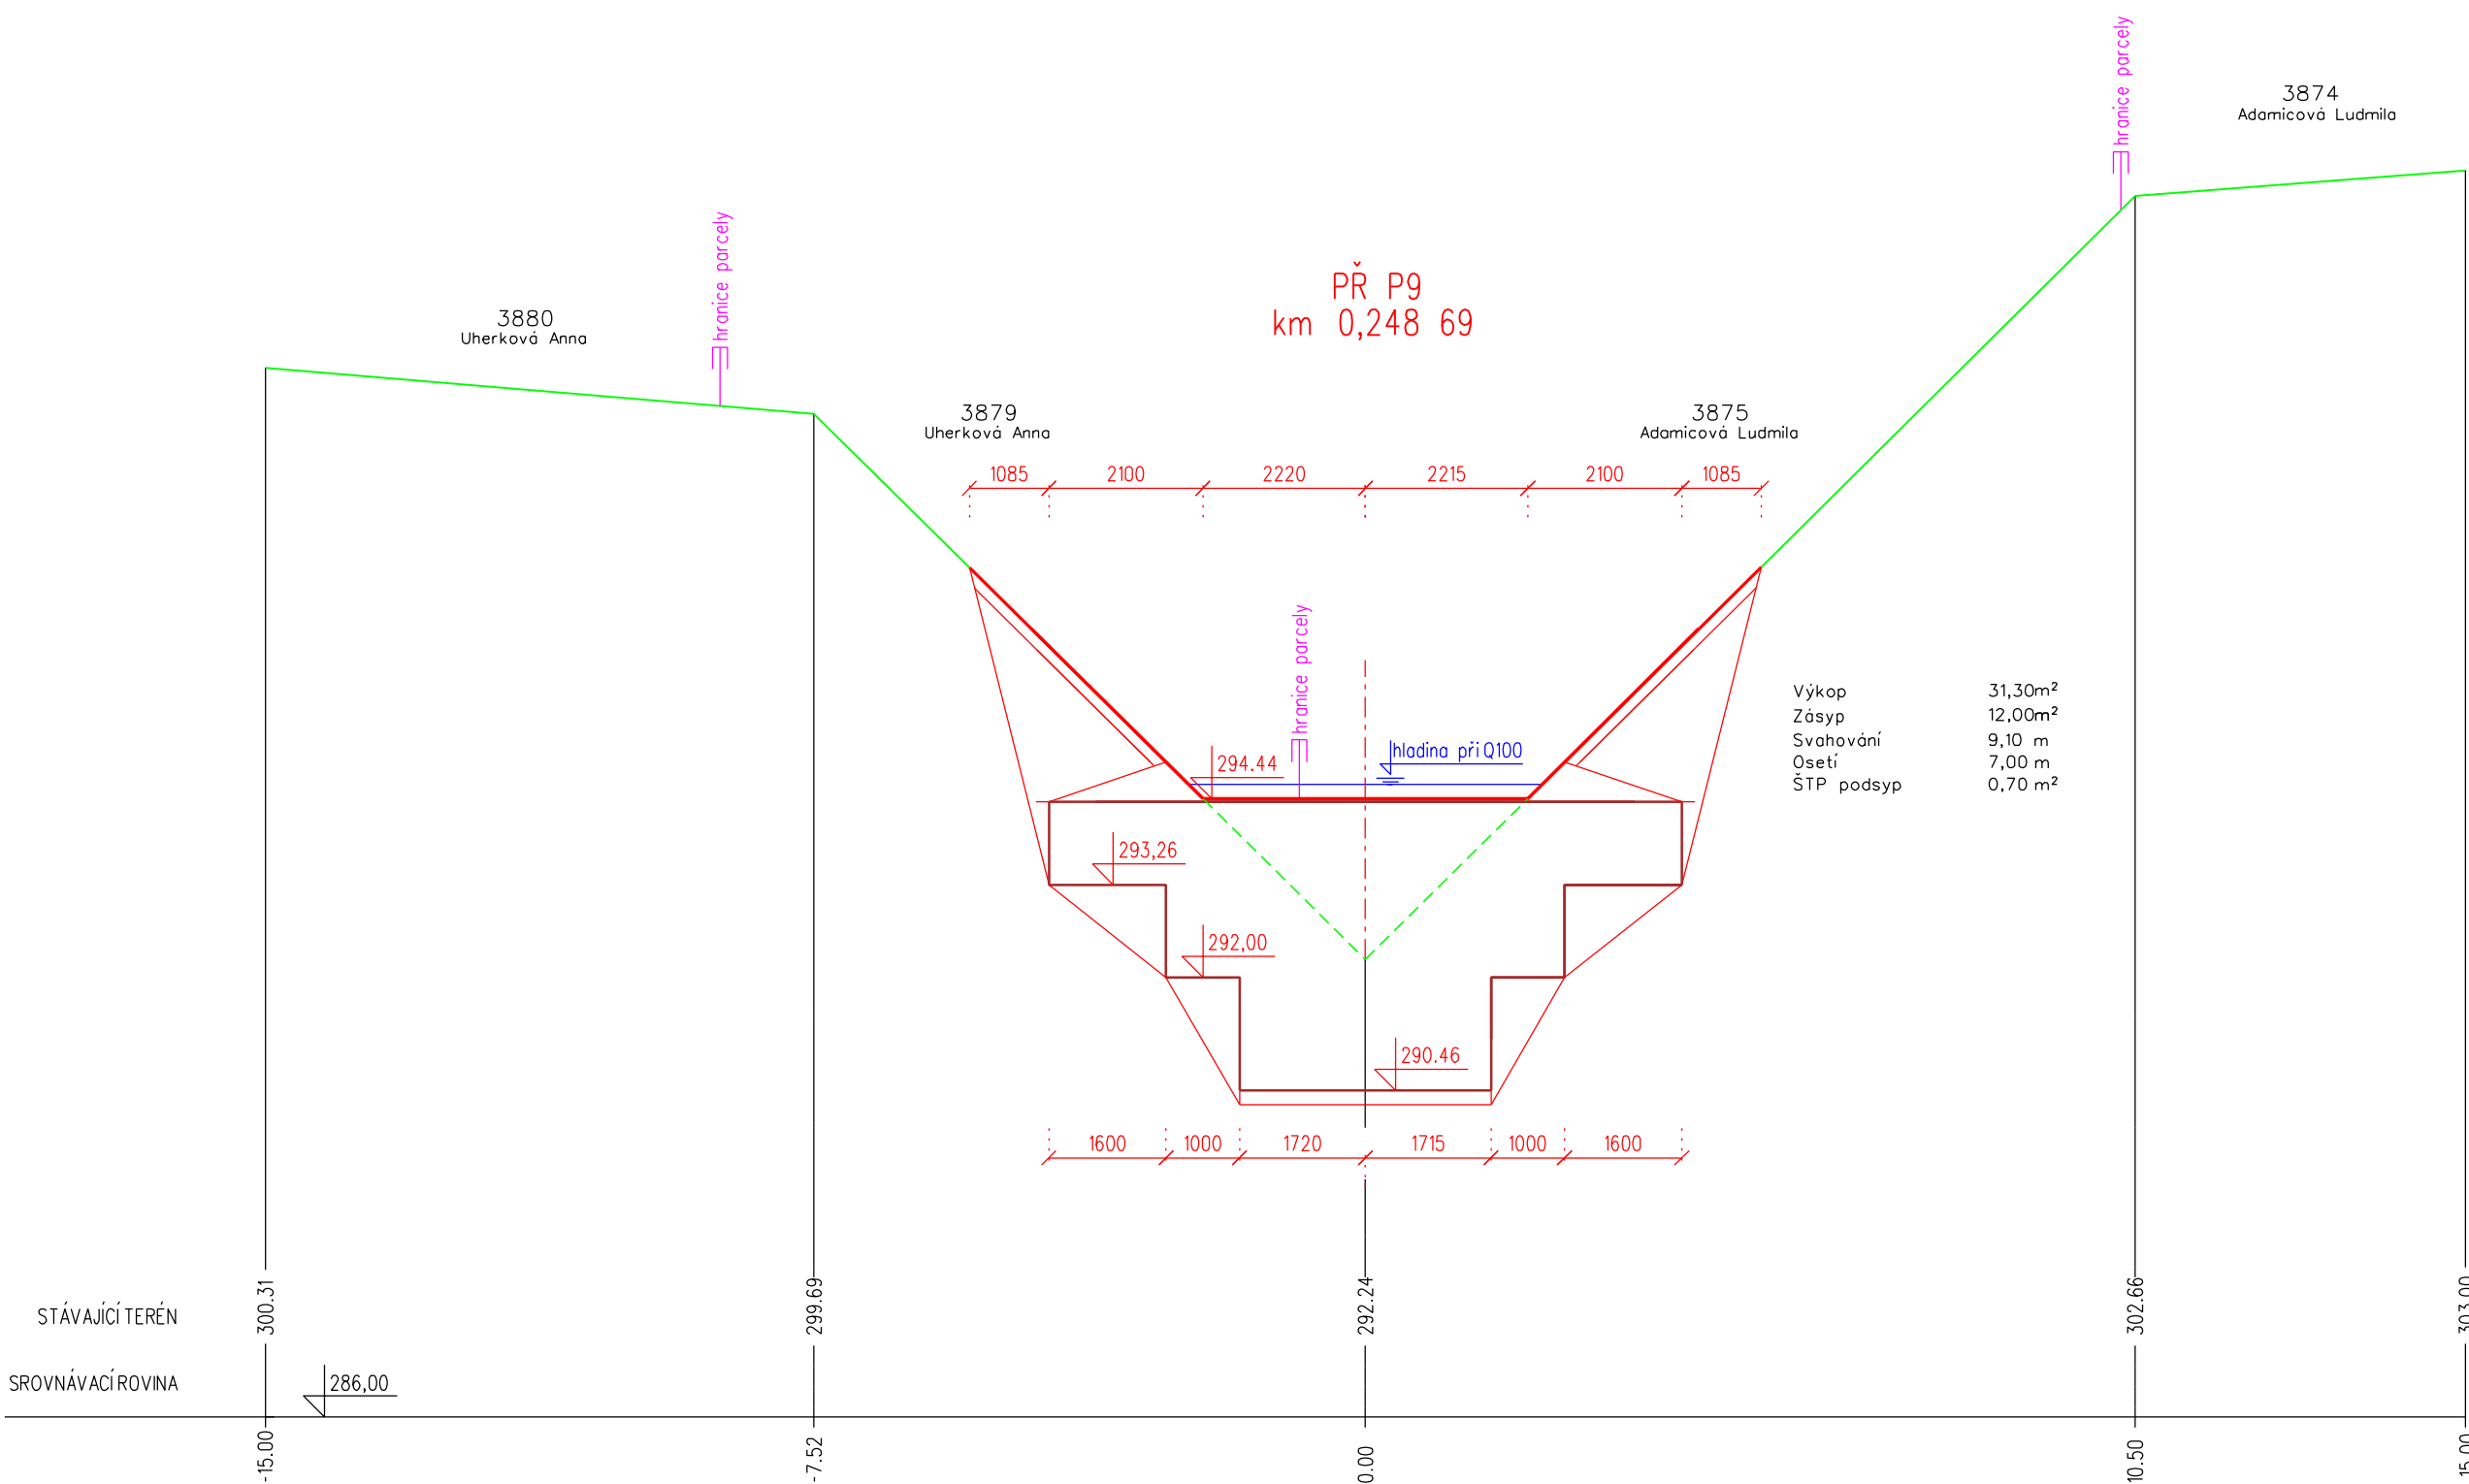 hranice parcely
3874
Adamicová Ludmila
hranice parcely
PŘ P9
km 0,248 69
3880
Uherková Anna
3879
Uherková Anna
3875
Adamicová Ludmila
1085 2100 2220 2215 2100 1085
hranice parcely
Výkop 31,30m²
Zásyp 12,00m²
Svahování 9,10 m
Osetí 7,00 m
ŠTP podsyp 0,70 m²
hladina při Q100
294.44
293,26
292,00
290.46
1600 1000 1720 1715 1000 1600
STÁVAJÍCÍ TERÉN 300.31 299.69 292.24 302.66 303.00
SROVNÁVACÍ ROVINA 286,00
-15.00 -7.52 0.00 10.50 15.00